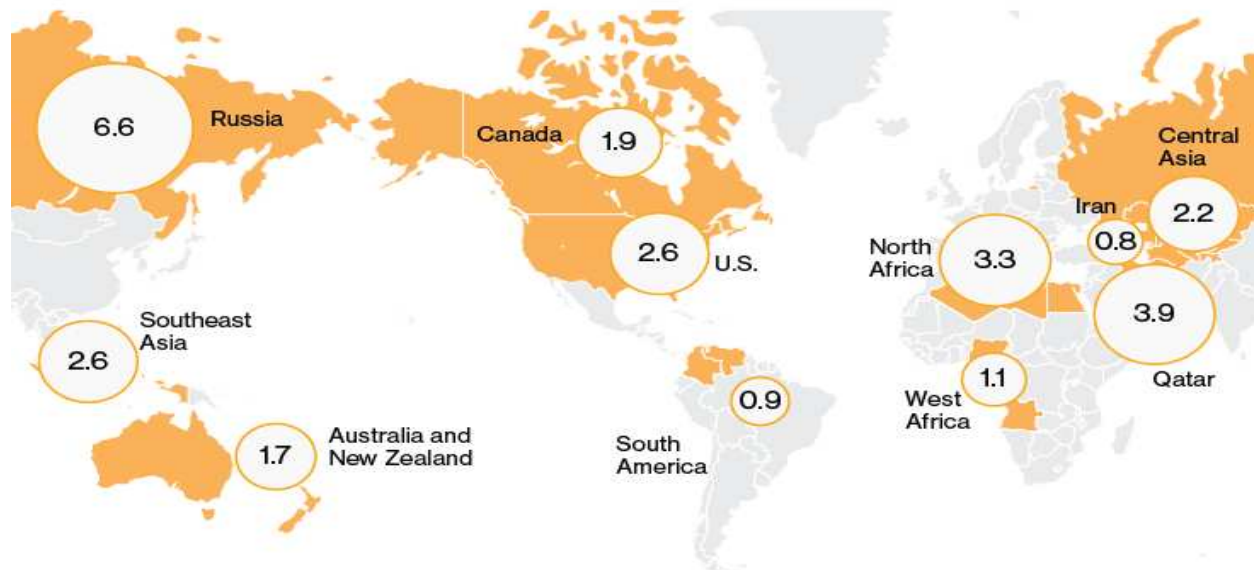 6.6
Russia
Canada
1.9
Central
Asia
2.2
Iran
0.8
North
Africa
3.3
2.6
U.S.
3.9
Qatar
Southeast
Asia
2.6
West
Africa
1.1
0.9
South
America
1.7
Australia and
New Zealand